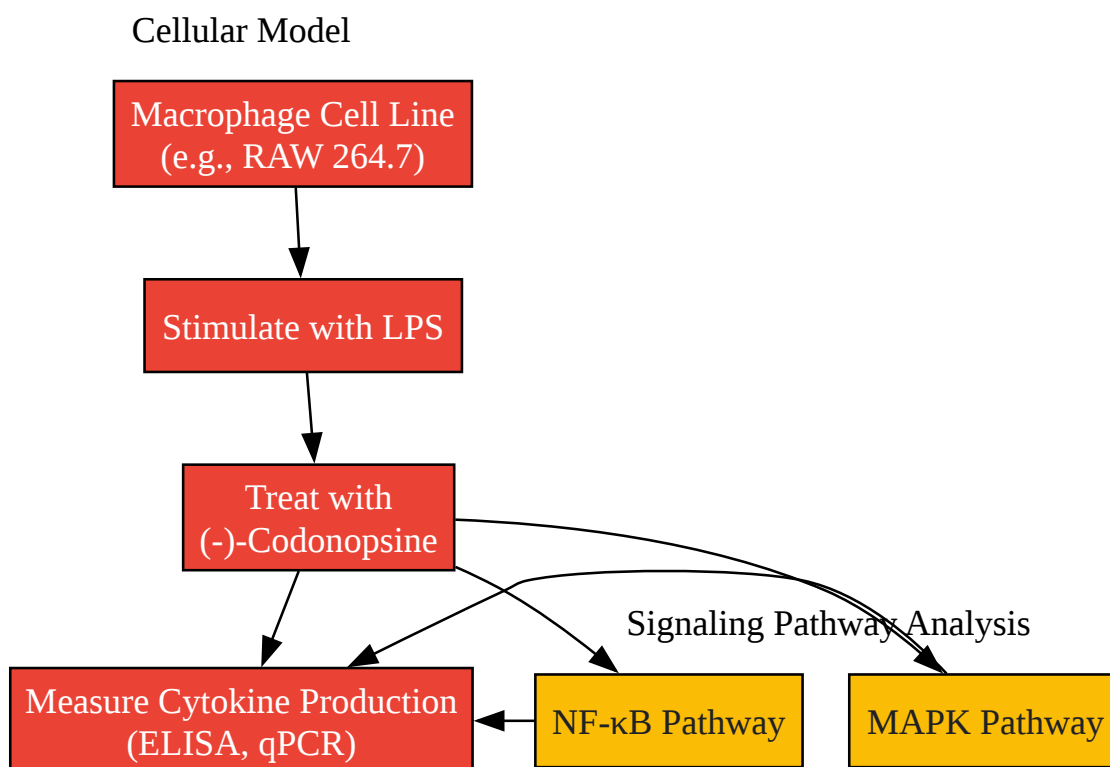 Cellular Model
Macrophage Cell Line
(e.g., RAW 264.7)
Stimulate with LPS
Treat with
(-)-Codonopsine
Signaling Pathway Analysis
Measure Cytokine Production
(ELISA, qPCR)
NF-κB Pathway
MAPK Pathway